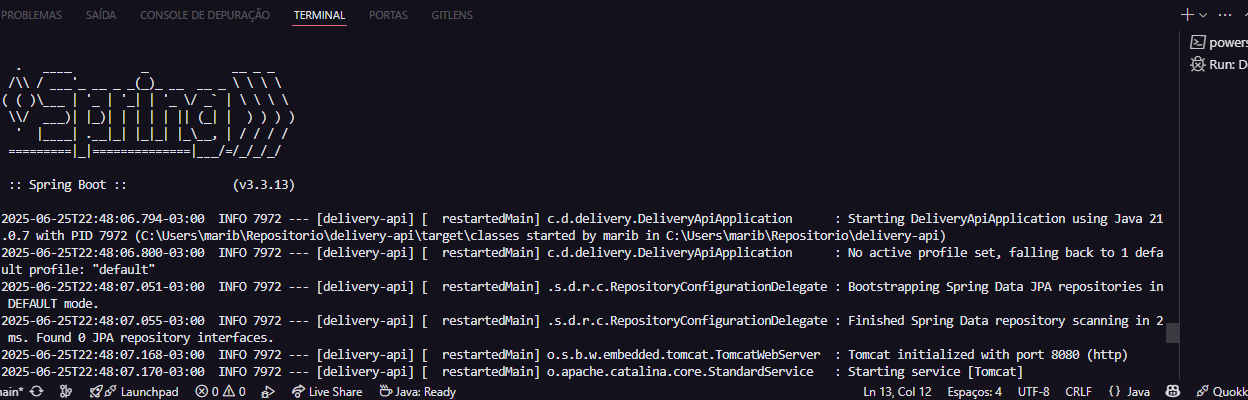 PROBLEMAS SAÍDA CONSOLE DE DEPURAÇÃO TERMINAL PORTAS GITLENS
powers
Run: D
Spring
:: Spring Boot :: (v3.3.13)
2025-06-25T22:48:06.794-03:00 INFO 7972 --- [delivery-api] [ restartedMain] c.d.delivery.DeliveryApiApplication : Starting DeliveryApiApplication using Java 21
.0.7 with PID 7972 (C:\Users\marib\Repositorio\delivery-api\target\classes started by marib in C:\Users\marib\Repositorio\delivery-api)
2025-06-25T22:48:06.800-03:00 INFO 7972 --- [delivery-api] [ restartedMain] c.d.delivery.DeliveryApiApplication : No active profile set, falling back to 1 defa
ult profile: "default"
2025-06-25T22:48:07.051-03:00 INFO 7972 --- [delivery-api] [ restartedMain] .s.d.r.c.RepositoryConfigurationDelegate : Bootstrapping Spring Data JPA repositories in
DEFAULT mode.
2025-06-25T22:48:07.055-03:00 INFO 7972 --- [delivery-api] [ restartedMain] .s.d.r.c.RepositoryConfigurationDelegate : Finished Spring Data repository scanning in 2
ms. Found 0 JPA repository interfaces.
2025-06-25T22:48:07.168-03:00 INFO 7972 --- [delivery-api] [ restartedMain] o.s.b.w.embedded.tomcat.TomcatWebServer : Tomcat initialized with port 8080 (http)
2025-06-25T22:48:07.170-03:00 INFO 7972 --- [delivery-api] [ restartedMain] o.apache.catalina.core.StandardService : Starting service [Tomcat]
main* Launchpad 0 0 Live Share Java: Ready Ln 13, Col 12 Espaços: 4 UTF-8 CRLF {} Java Quokk